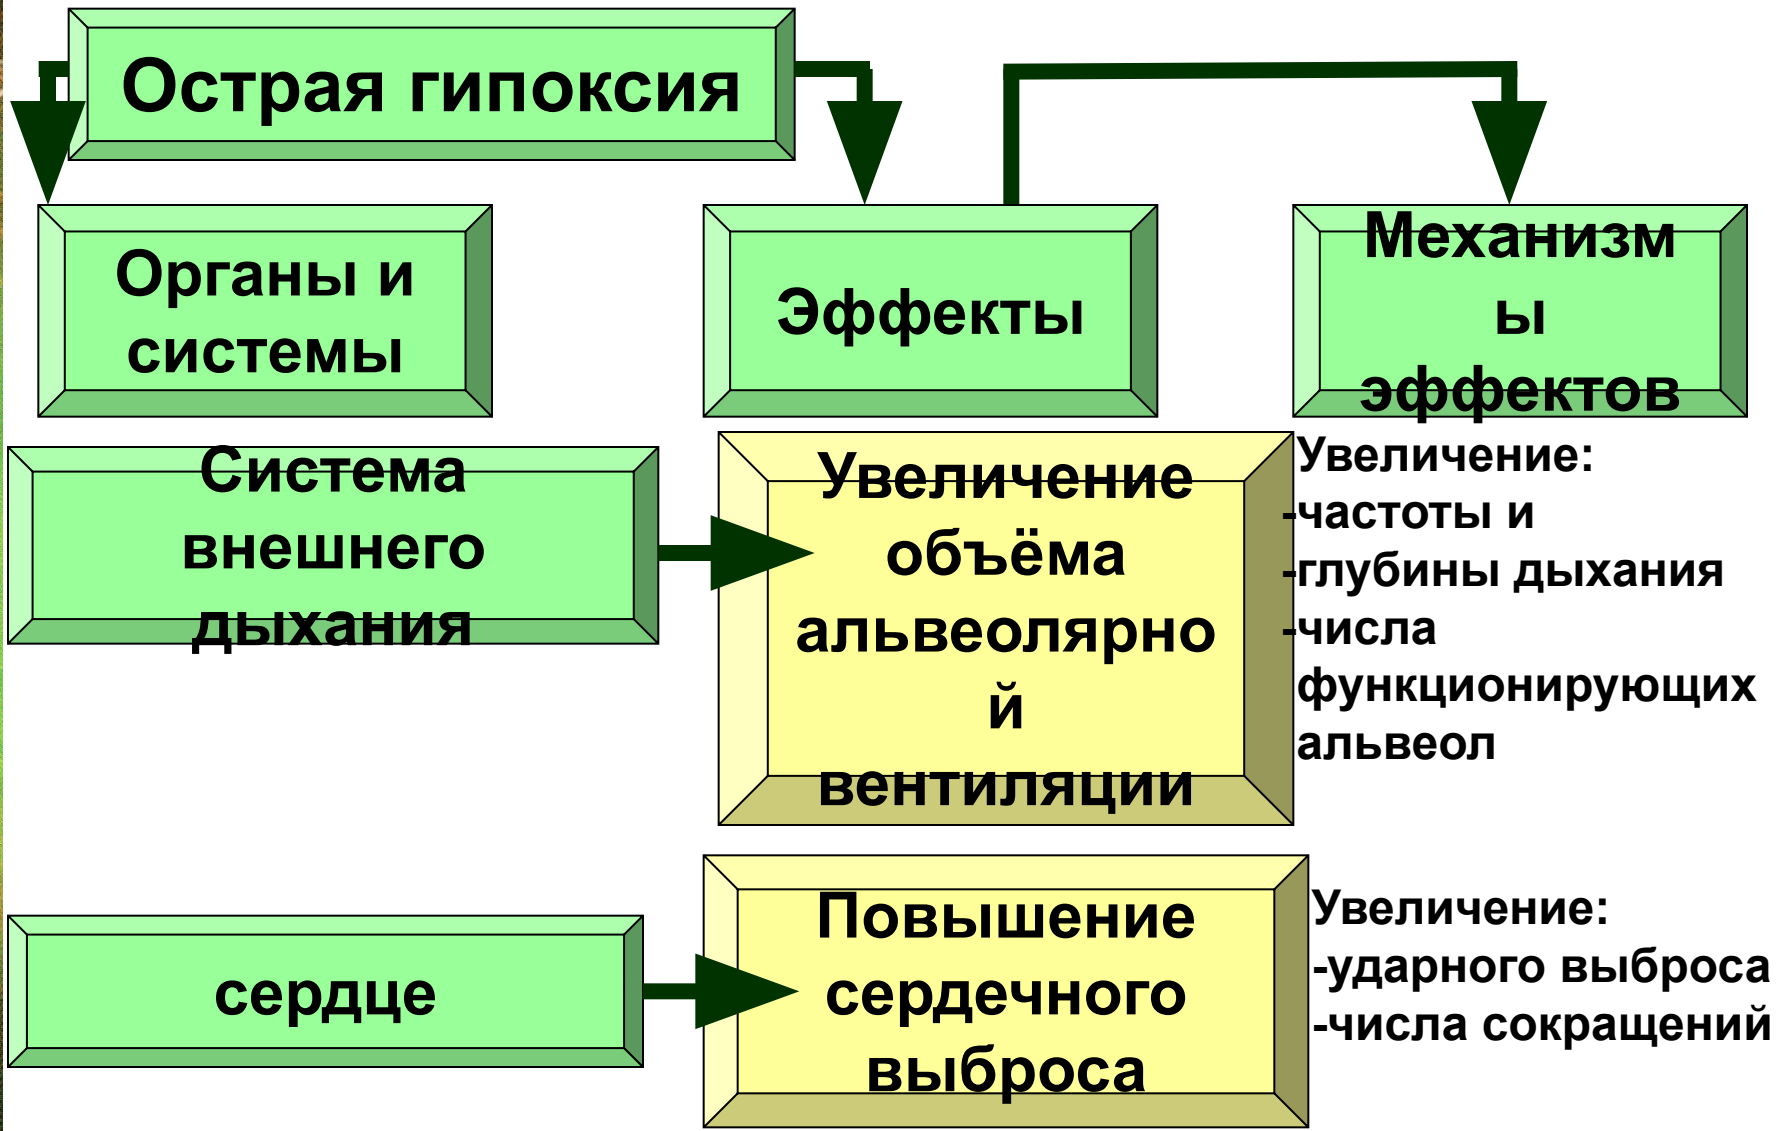 Острая гипоксия
Органы и
системы
Эффекты
Механизм
ы
эффектов
Система
внешнего
дыхания
Увеличение
объёма
альвеолярно
й
вентиляции
Увеличение:
-частоты и
-глубины дыхания
-числа
функционирующих
альвеол
сердце
Повышение
сердечного
выброса
Увеличение:
-ударного выброса
-числа сокращений